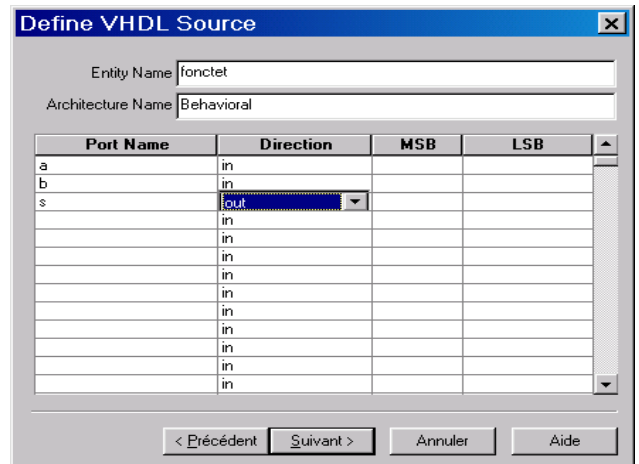 Define VHDL Source
Entity Name fonctet
Architecture Name Behavioral
Port Name Direction MSB LSB
a in
b in
s out
in
in
in
in
in
in
in
in
in
< Précédent Suivant > Annuler Aide